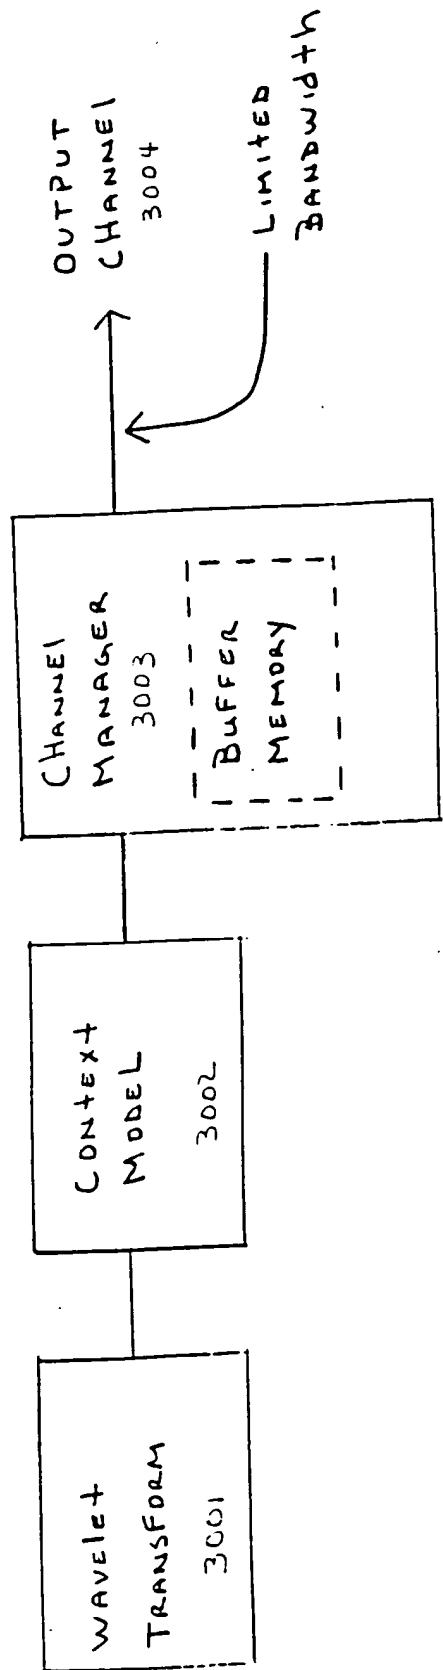 WAVElet
TRANSFORM
3001
CONtExt
MODEL
3002
CHANNEl
MANAGER
3003
BUFFER
MEMORY
OUTPUT
CHANNEl
3004
LIMItED
BANDWIdth